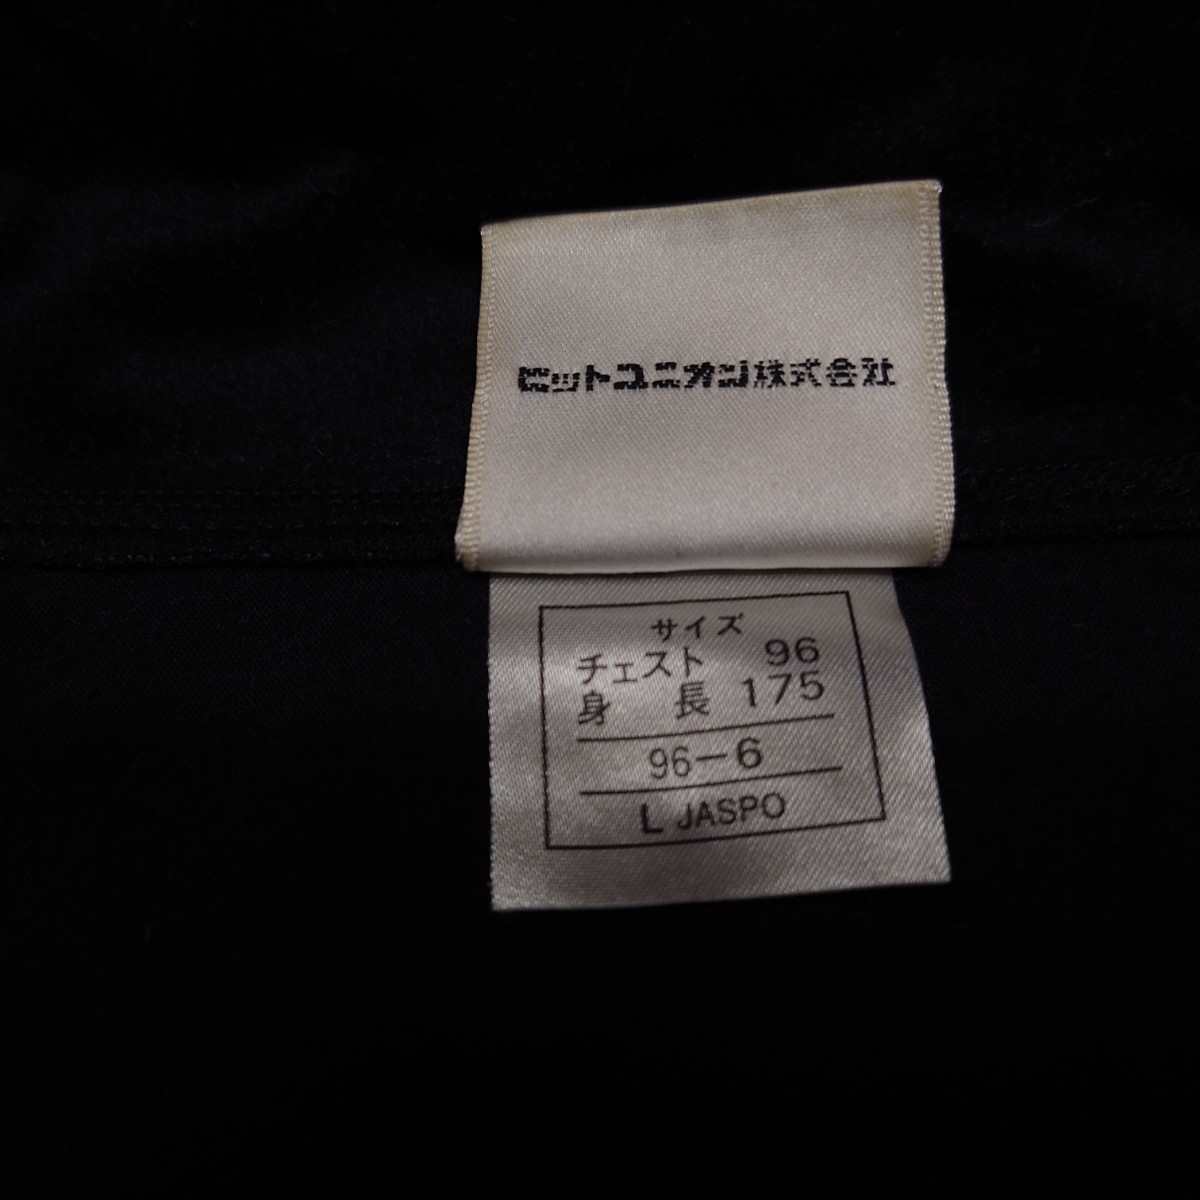 ヒットユニオン株式会社
サイズ
チェスト 96
身長 175
96-6
L JASPO